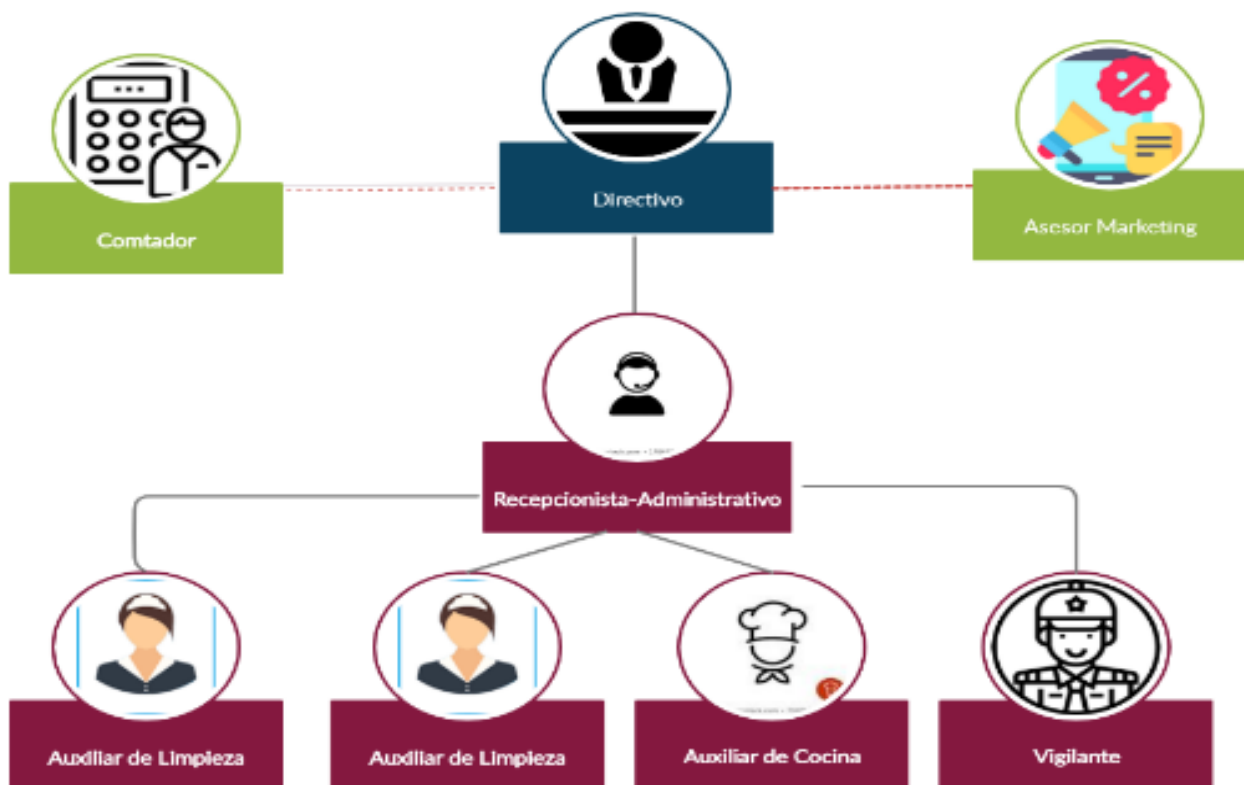 Directivo
Comtador
Asesor Marketing
Recepcionista-Administrativo
Auxiliar de Limpieza
Auxiliar de Limpieza
Auxiliar de Cocina
Vigilante